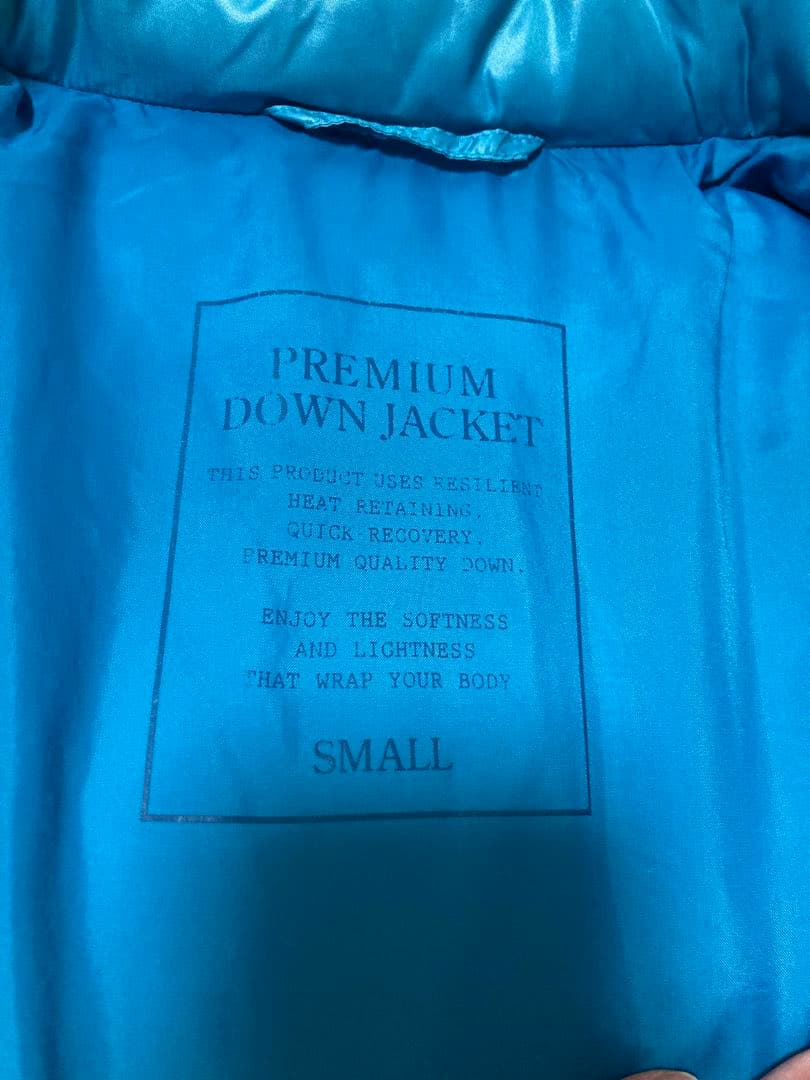 PREMIUM
DOWN JACKET
THIS PRODUCT USES RESILIENT
HEAT RETAINING.
QUICK-RECOVERY.
PREMIUM QUALITY DOWN.
ENJOY THE SOFTNESS
AND LIGHTNESS
THAT WRAP YOUR BODY
SMALL